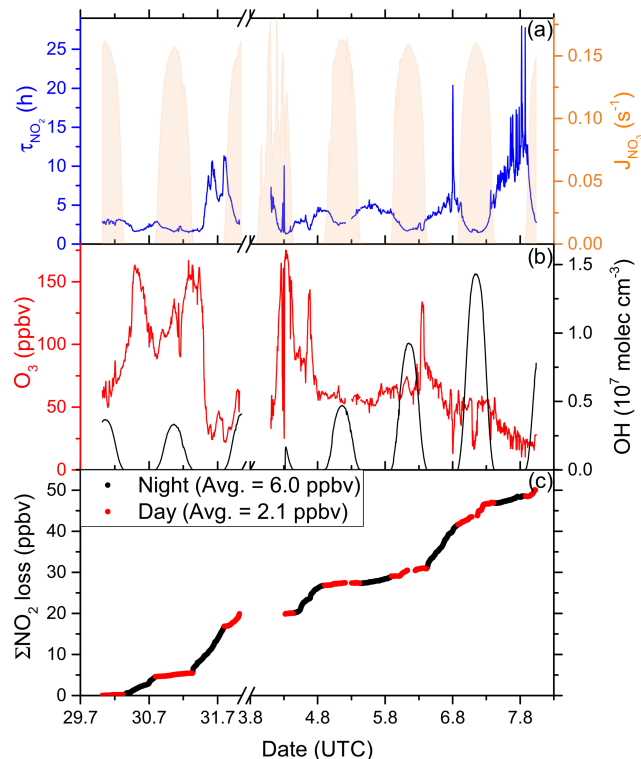 (a)
25
20
15
10
5
0
τNO2 (h)
0.15
0.10
0.05
0.00
JNO3 (s-1)
(b)
150
100
50
0
O3 (ppbv)
1.5
1.0
0.5
0.0
OH (10^7 molec cm-3)
(c)
Night (Avg. = 6.0 ppbv)
Day (Avg. = 2.1 ppbv)
50
40
30
20
10
0
ΣNO2 loss (ppbv)
29.7 30.7 31.7 3.8 4.8 5.8 6.8 7.8
Date (UTC)